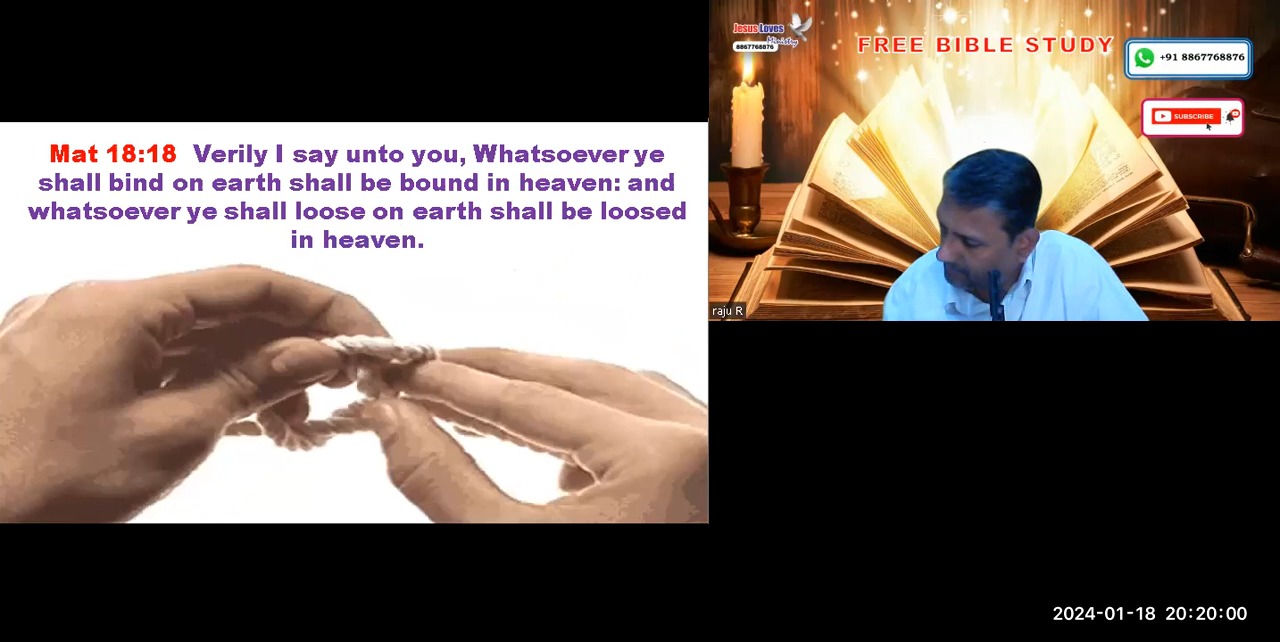 Mat 18:18 Verily I say unto you, Whatsoever ye
shall bind on earth shall be bound in heaven: and
whatsoever ye shall loose on earth shall be loosed
in heaven.
Jesus Loves
Ministry
8867768876
FREE BIBLE STUDY
+91 8867768876
SUBSCRIBE
raju R
2024-01-18 20:20:00